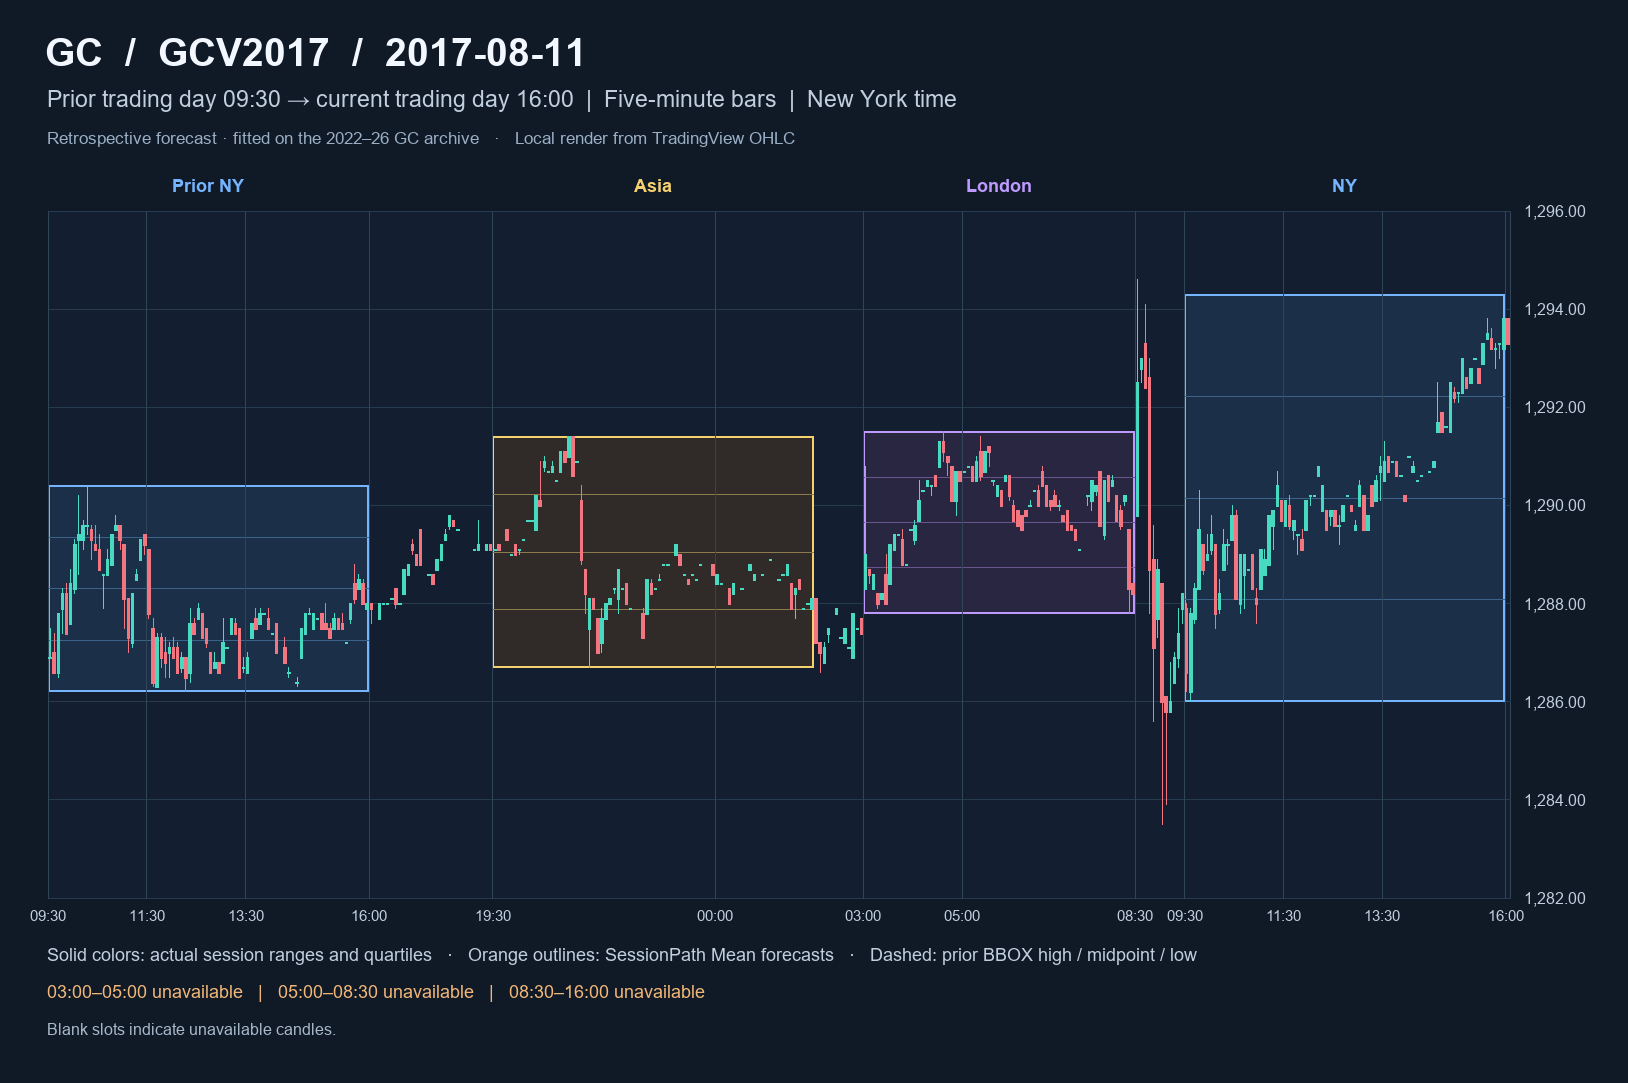 GC / GCV2017 / 2017-08-11
Prior trading day 09:30 → current trading day 16:00 | Five-minute bars | New York time
Retrospective forecast · fitted on the 2022–26 GC archive · Local render from TradingView OHLC
Prior NY Asia London NY
1,296.00
1,294.00
1,292.00
1,290.00
1,288.00
1,286.00
1,284.00
1,282.00
09:30 11:30 13:30 16:00 19:30 00:00 03:00 05:00 08:30 09:30 11:30 13:30 16:00
Solid colors: actual session ranges and quartiles · Orange outlines: SessionPath Mean forecasts · Dashed: prior BBOX high / midpoint / low
03:00–05:00 unavailable | 05:00–08:30 unavailable | 08:30–16:00 unavailable
Blank slots indicate unavailable candles.